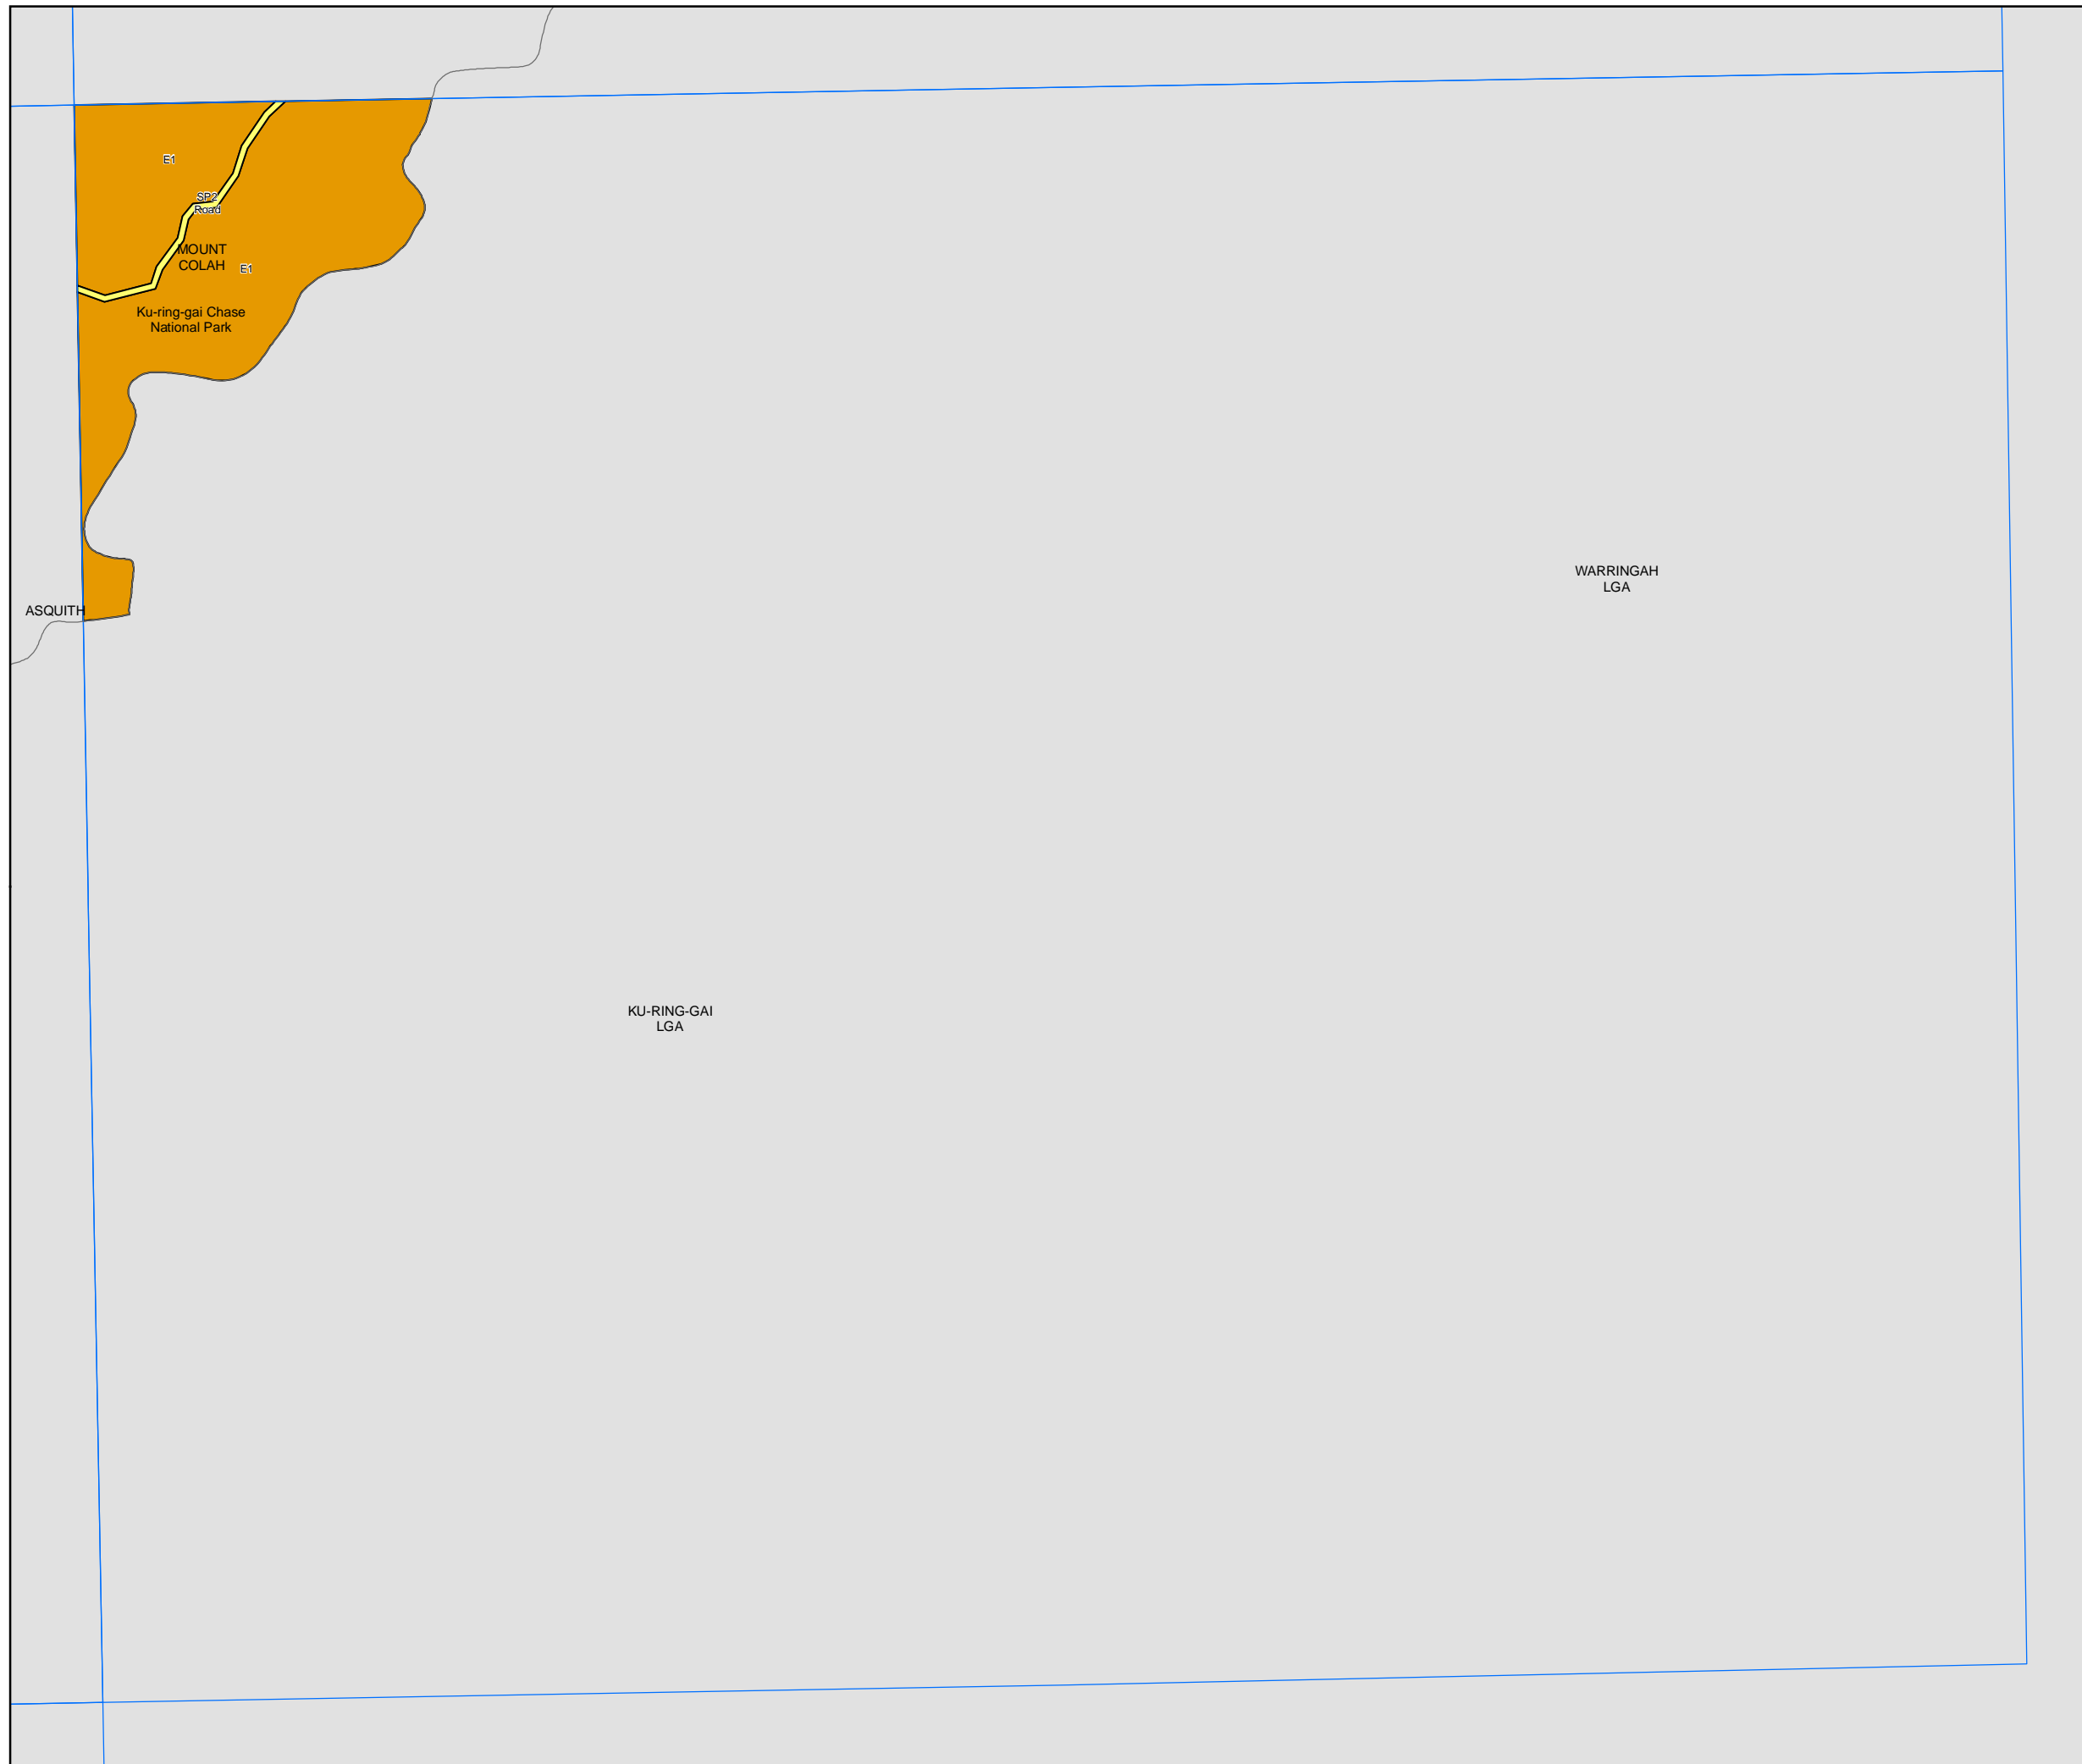 E1
SP2
Road
MOUNT
COLAH
E1
Ku-ring-gai Chase
National Park
WARRINGAH
LGA
ASQUITH
KU-RING-GAI
LGA